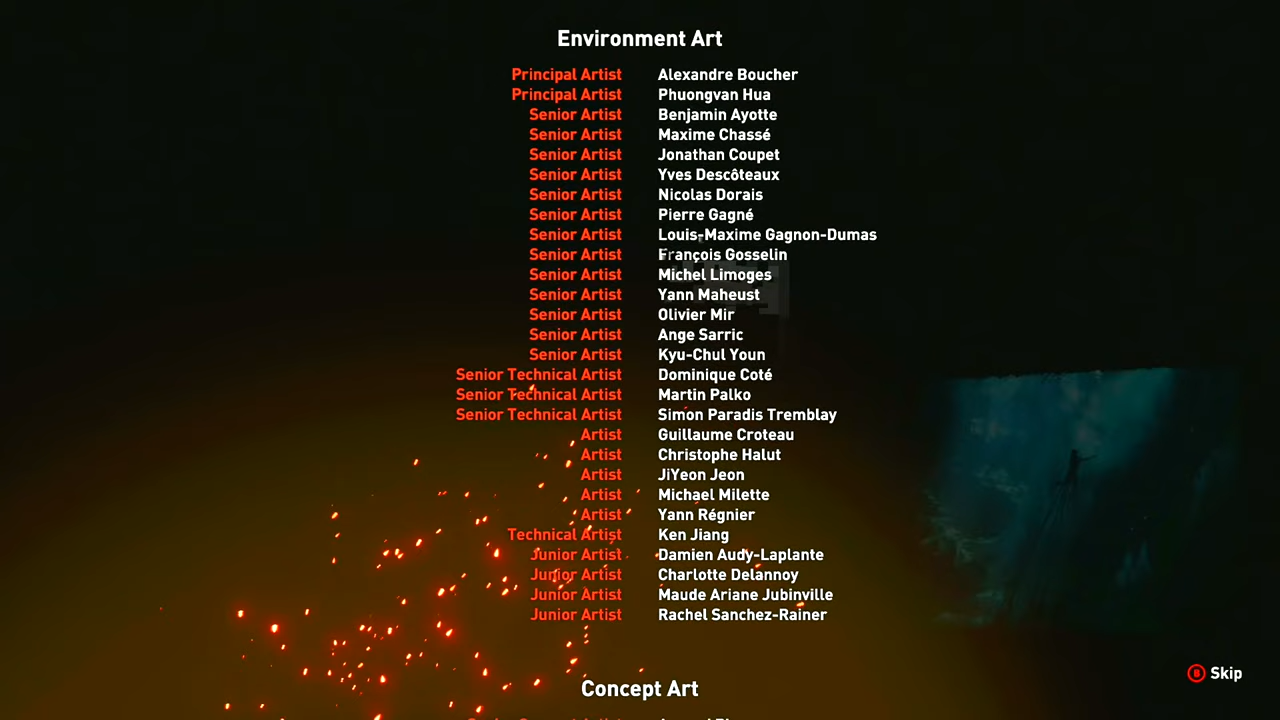 Environment Art
Principal Artist Alexandre Boucher
Principal Artist Phuongvan Hua
Senior Artist Benjamin Ayotte
Senior Artist Maxime Chassé
Senior Artist Jonathan Coupet
Senior Artist Yves Descôteaux
Senior Artist Nicolas Dorais
Senior Artist Pierre Gagné
Senior Artist Louis-Maxime Gagnon-Dumas
Senior Artist François Gosselin
Senior Artist Michel Limoges
Senior Artist Yann Maheust
Senior Artist Olivier Mir
Senior Artist Ange Sarric
Senior Artist Kyu-Chul Youn
Senior Technical Artist Dominique Coté
Senior Technical Artist Martin Palko
Senior Technical Artist Simon Paradis Tremblay
Artist Guillaume Croteau
Artist Christophe Halut
Artist JiYeon Jeon
Artist Michael Milette
Artist Yann Régnier
Technical Artist Ken Jiang
Junior Artist Damien Audy-Laplante
Junior Artist Charlotte Delannoy
Junior Artist Maude Ariane Jubinville
Junior Artist Rachel Sanchez-Rainer
B Skip
Concept Art